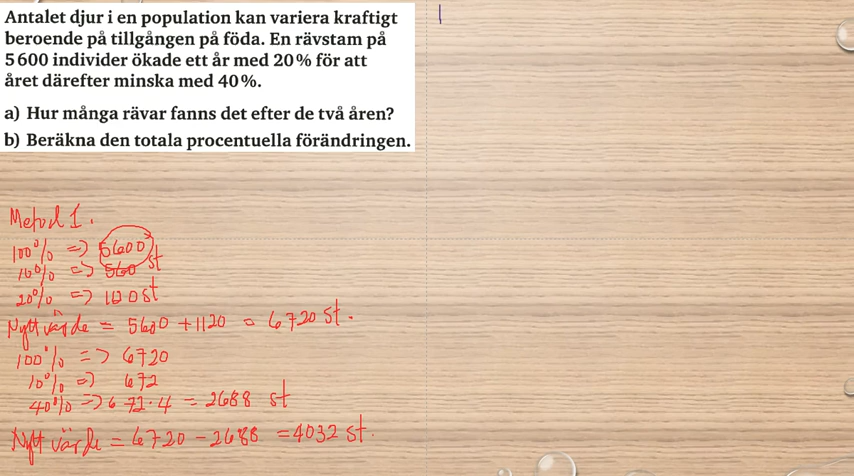 Antalet djur i en population kan variera kraftigt
beroende på tillgången på föda. En rävstam på
5 600 individer ökade ett år med 20 % för att
året därefter minska med 40 %.
a) Hur många rävar fanns det efter de två åren?
b) Beräkna den totala procentuella förändringen.
Metod 1.
100% => 5600 st
10% => 560
20% => 1120 st
Nytt värde = 5600 + 1120 = 6720 st.
100% => 6720
10% => 672
40% => 672·4 = 2688 st
Nytt värde = 6720 - 2688 = 4032 st.